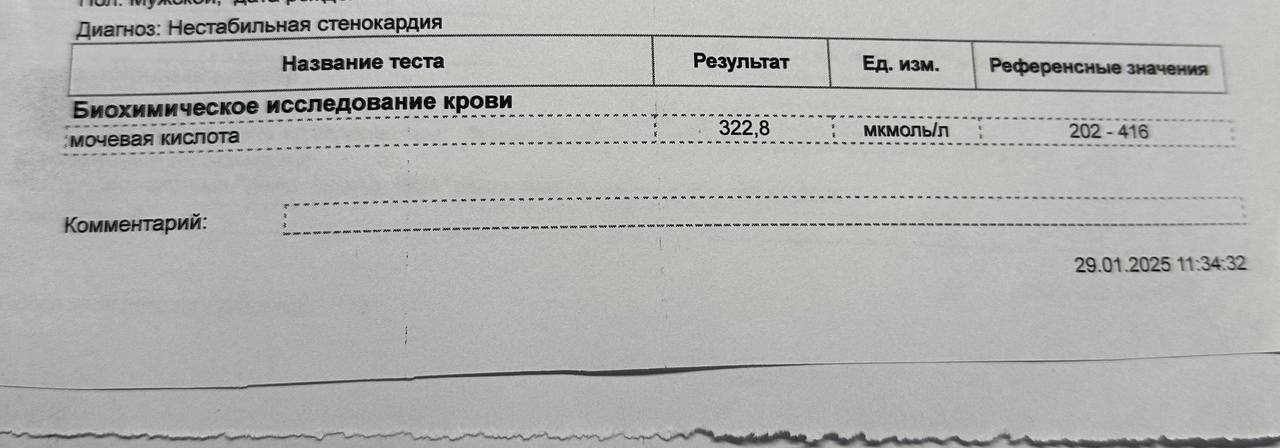 Пол: Мужской, дата
Диагноз: Нестабильная стенокардия
Название теста Результат Ед. изм. Референсные значения
Биохимическое исследование крови
мочевая кислота 322,8 мкмоль/л 202 - 416
Комментарий:
29.01.2025 11:34:32